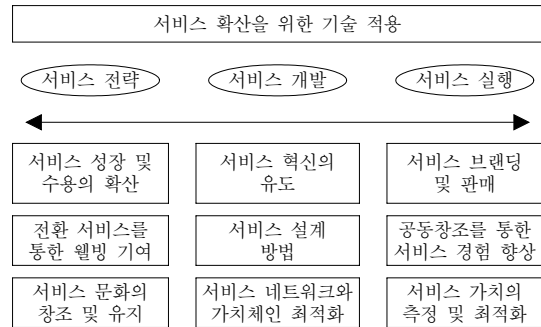 서비스 확산을 위한 기술 적용
서비스 전략
서비스 개발
서비스 실행
서비스 성장 및
수용의 확산
서비스 혁신의
유도
서비스 브랜딩
및 판매
전환 서비스를
통한 웰빙 기여
서비스 설계
방법
공동창조를 통한
서비스 경험 향상
서비스 문화의
창조 및 유지
서비스 네트워크와
가치체인 최적화
서비스 가치의
측정 및 최적화